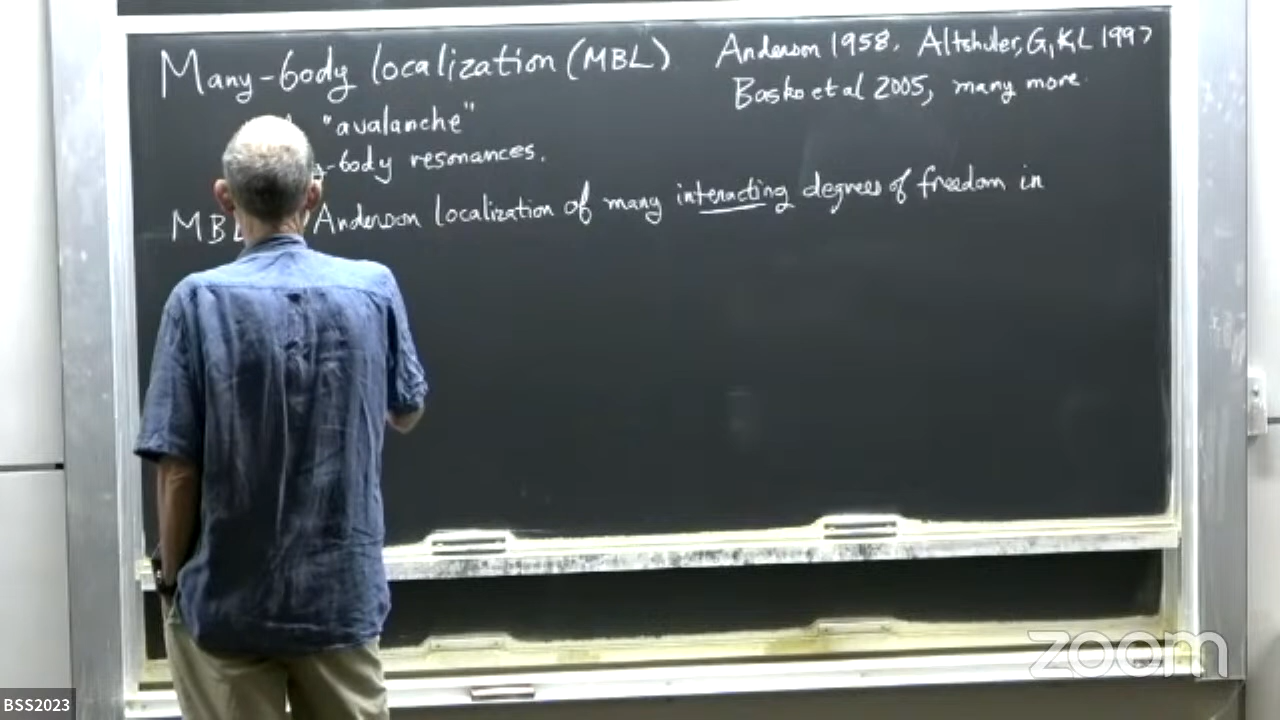 Many-body localization (MBL)
Anderson 1958, Altshuler, G, K, L 1997
Basko et al 2005, many more
"avalanche"
-body resonances.
MBL Anderson localization of many interacting degrees of freedom in
zoom
BSS2023